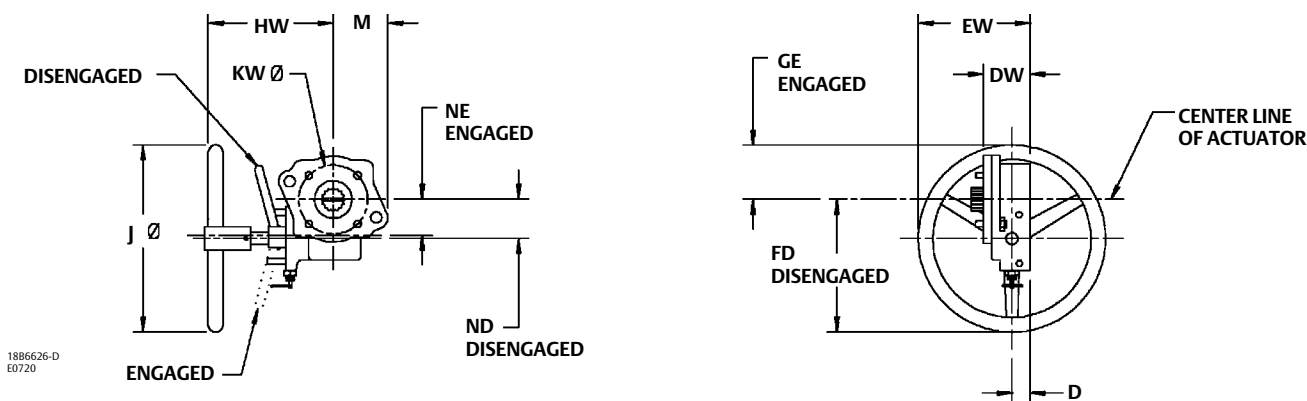 HW
M
DISENGAGED
KW Ø
NE
ENGAGED
J Ø
ND
DISENGAGED
ENGAGED
18B6626-D
E0720
EW
GE
ENGAGED
DW
CENTER LINE
OF ACTUATOR
FD
DISENGAGED
D